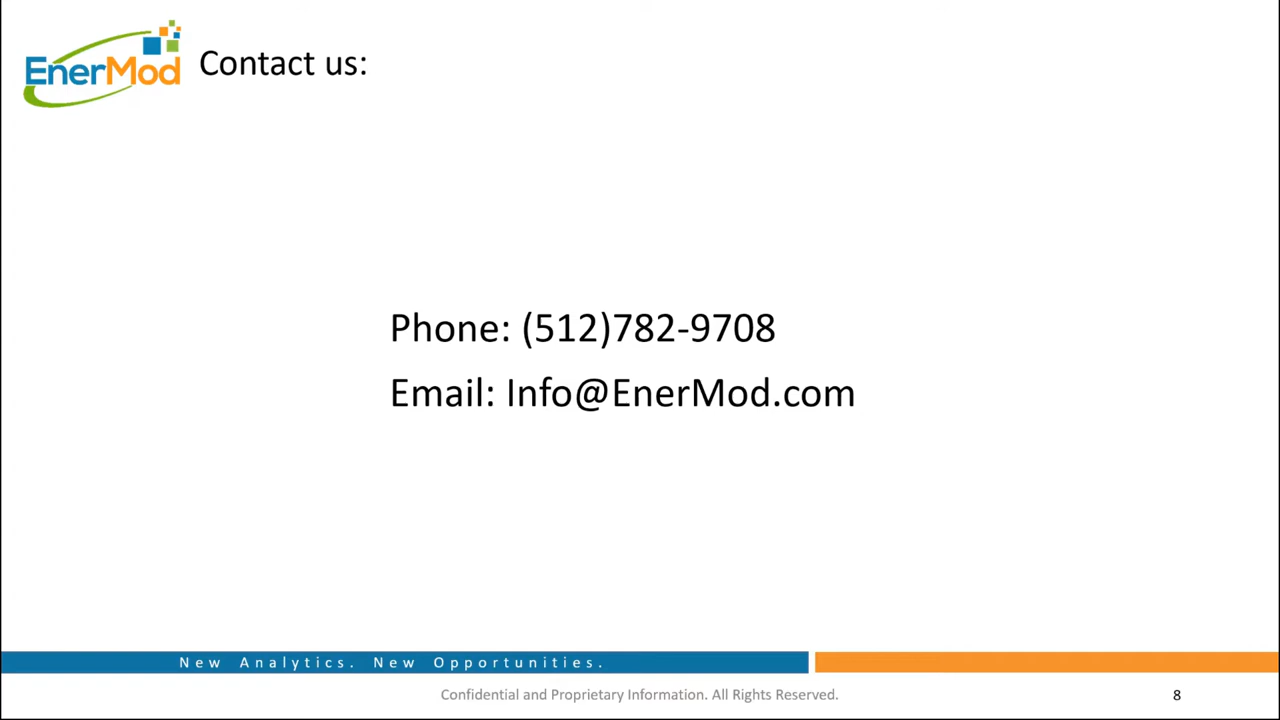 EnerMod
Contact us:
Phone: (512)782-9708
Email: Info@EnerMod.com
New Analytics. New Opportunities.
Confidential and Proprietary Information. All Rights Reserved.
8